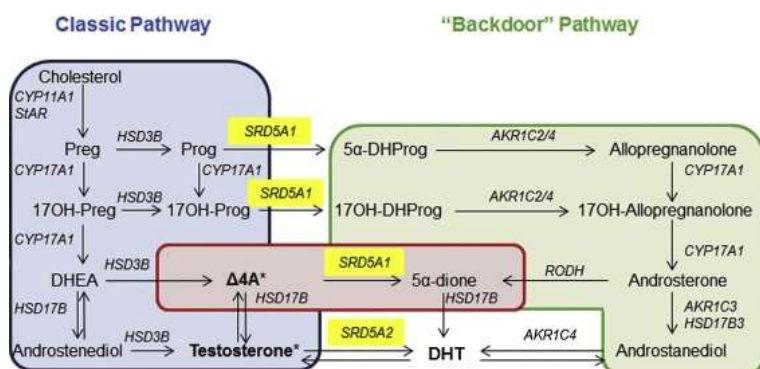 Classic Pathway “Backdoor” Pathway
Cholesterol
CYP11A1
StAR
HSD3B SRD5A1 AKR1C2/4
Preg Prog 5α-DHProg Allopregnanolone
CYP17A1 CYP17A1 CYP17A1
HSD3B SRD5A1 AKR1C2/4
17OH-Preg 17OH-Prog 17OH-DHProg 17OH-Allopregnanolone
CYP17A1 CYP17A1
HSD3B SRD5A1 RODH
DHEA Δ4A* 5α-dione Androsterone
HSD17B HSD17B HSD17B AKR1C3
HSD17B3
HSD3B SRD5A2 AKR1C4
Androstenediol Testosterone* DHT Androstanediol